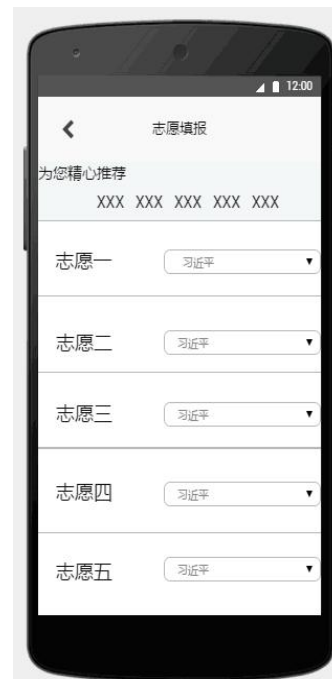 12:00
志愿填报
为您精心推荐
XXX XXX XXX XXX XXX
志愿一 习近平
志愿二 习近平
志愿三 习近平
志愿四 习近平
志愿五 习近平